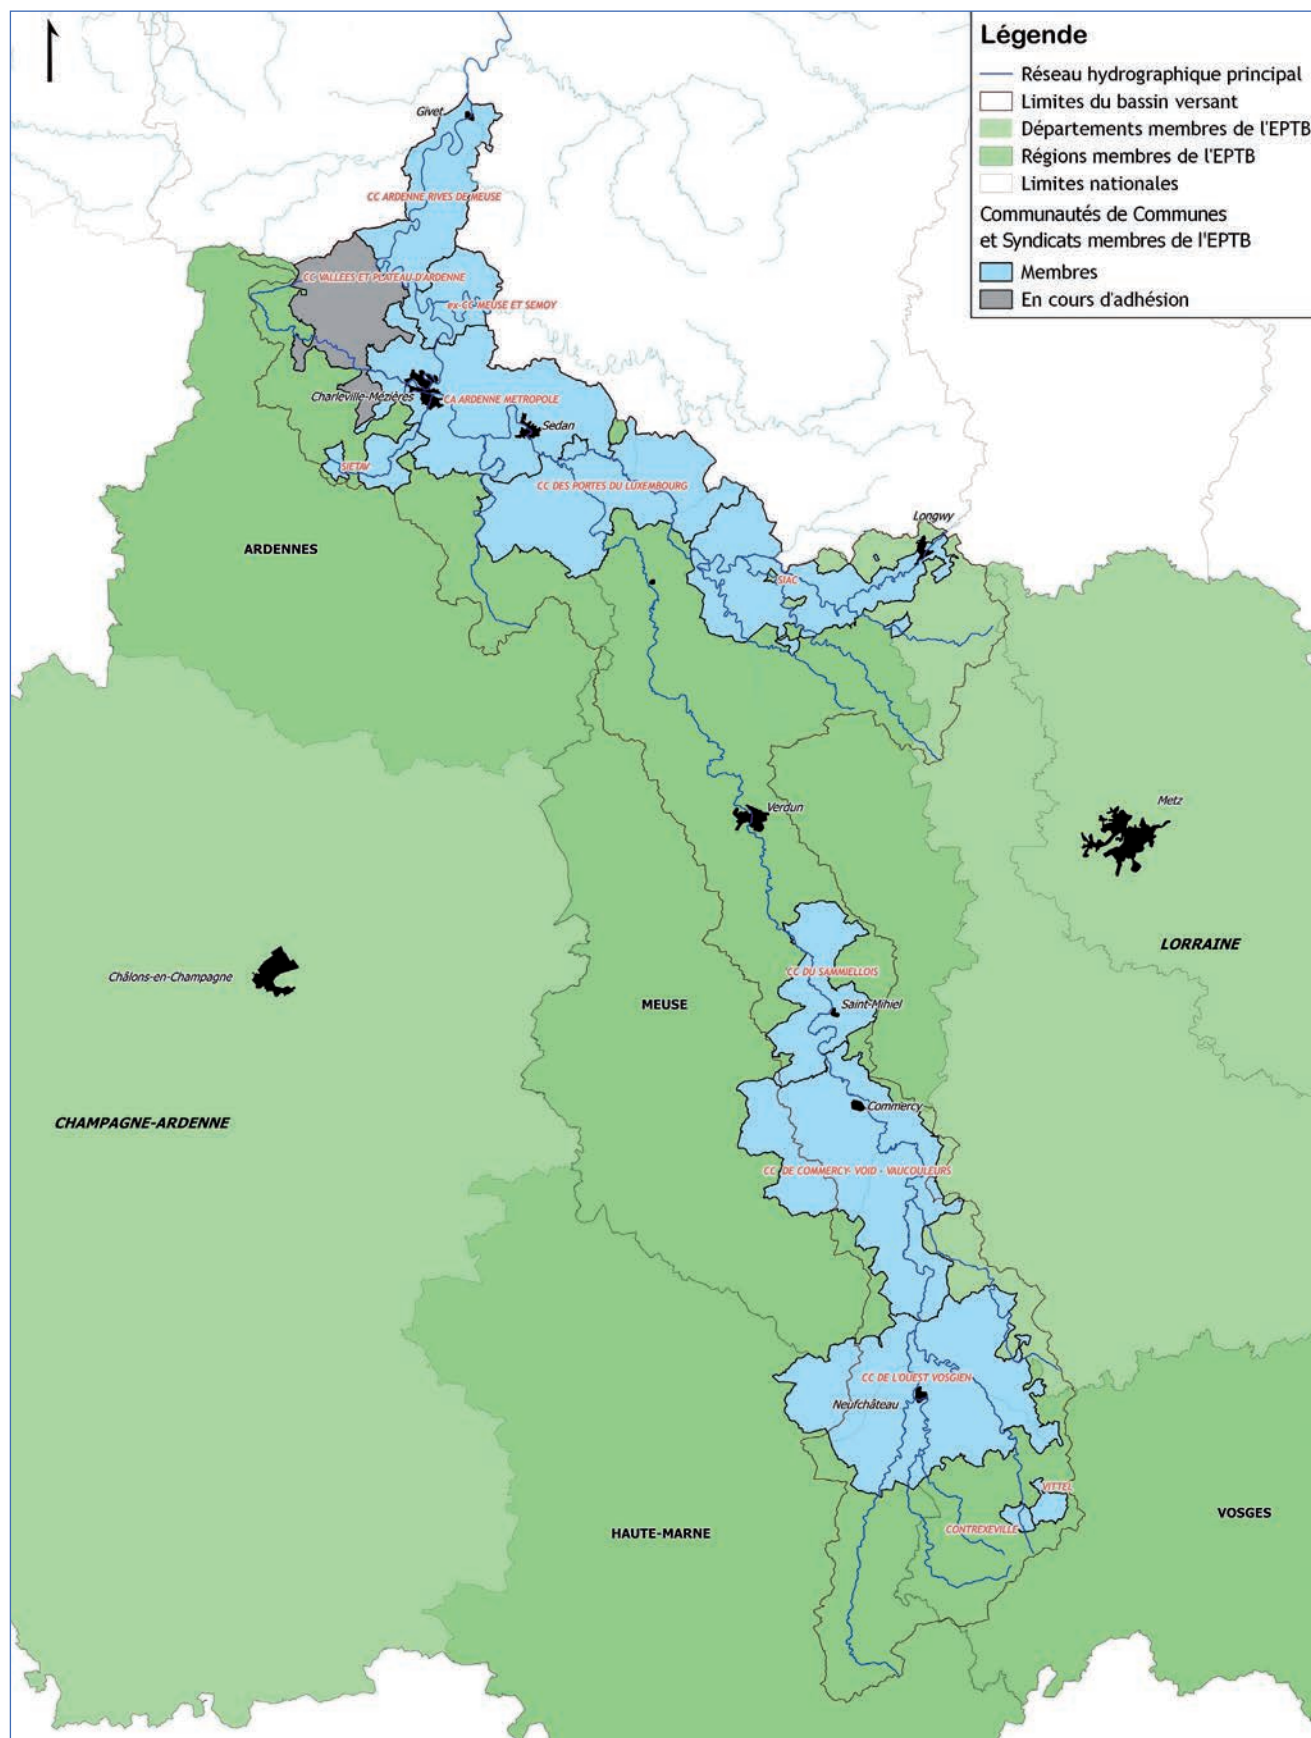 Légende
Réseau hydrographique principal
Limites du bassin versant
Départements membres de l'EPTB
Régions membres de l'EPTB
Limites nationales
Communautés de Communes
et Syndicats membres de l'EPTB
Membres
En cours d'adhésion
Givet
CC ARDENNE RIVES DE MEUSE
CC VALLEES ET PLATEAU D'ARDENNE
ex-CC MEUSE ET SEMOY
Charleville-Mézières
CA ARDENNE METROPOLE
Sedan
SIETAV
CC DES PORTES DU LUXEMBOURG
Longwy
ARDENNES
SIAC
Verdun
Metz
LORRAINE
CC DU SAMMIELLOIS
Châlons-en-Champagne
MEUSE
Saint-Mihiel
Commercy
CHAMPAGNE-ARDENNE
CC DE COMMERCY- VOID - VAUCOULEURS
CC DE L'OUEST VOSGIEN
Neufchâteau
VITTEL
VOSGES
CONTREXEVILLE
HAUTE-MARNE